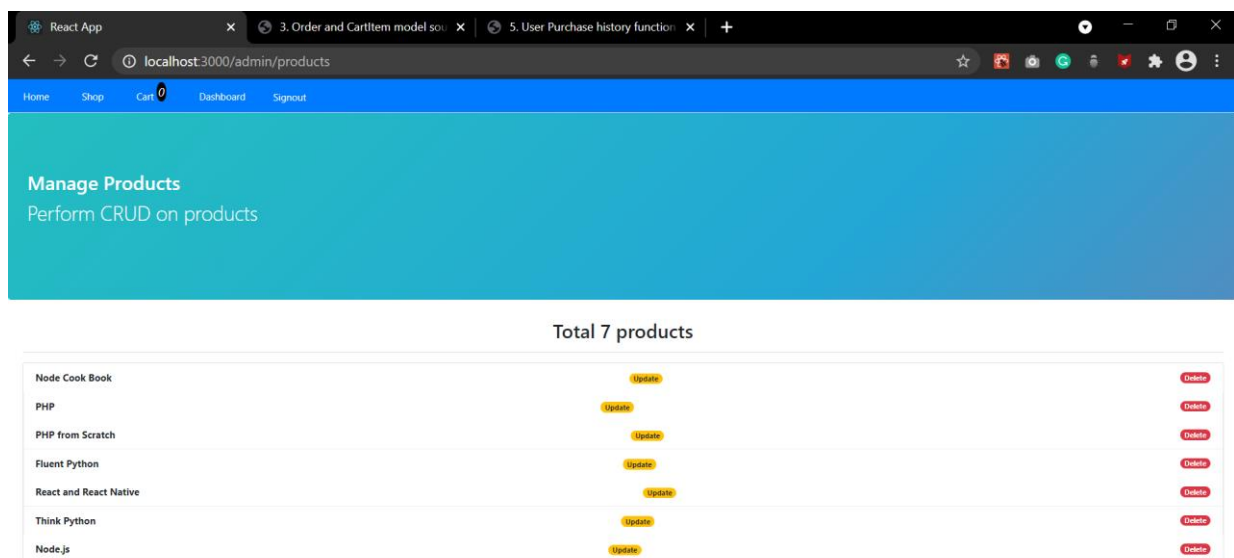 React App
3. Order and CartItem model sou
5. User Purchase history function
localhost:3000/admin/products
Home Shop Cart 0 Dashboard Signout
Manage Products
Perform CRUD on products
Total 7 products
Node Cook Book Update Delete
PHP Update Delete
PHP from Scratch Update Delete
Fluent Python Update Delete
React and React Native Update Delete
Think Python Update Delete
Node.js Update Delete